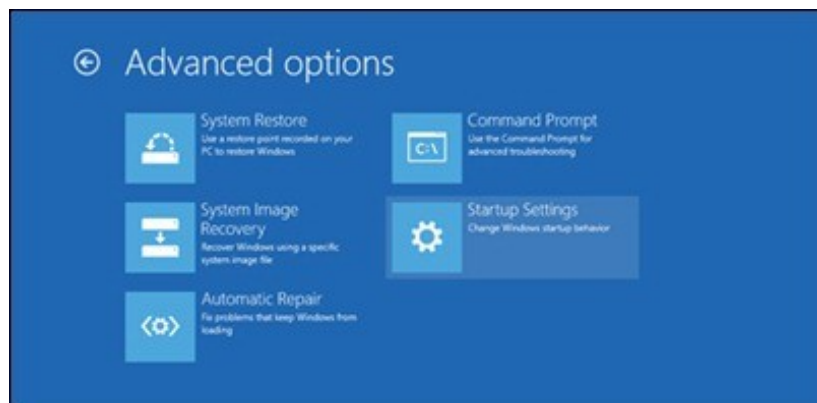 Advanced options
System Restore
Use a restore point recorded on your
PC to restore Windows
System Image
Recovery
Recover Windows using a specific
system image file
Automatic Repair
Fix problems that keep Windows from
loading
Command Prompt
Use the Command Prompt for
advanced troubleshooting
C:\
Startup Settings
Change Windows startup behavior